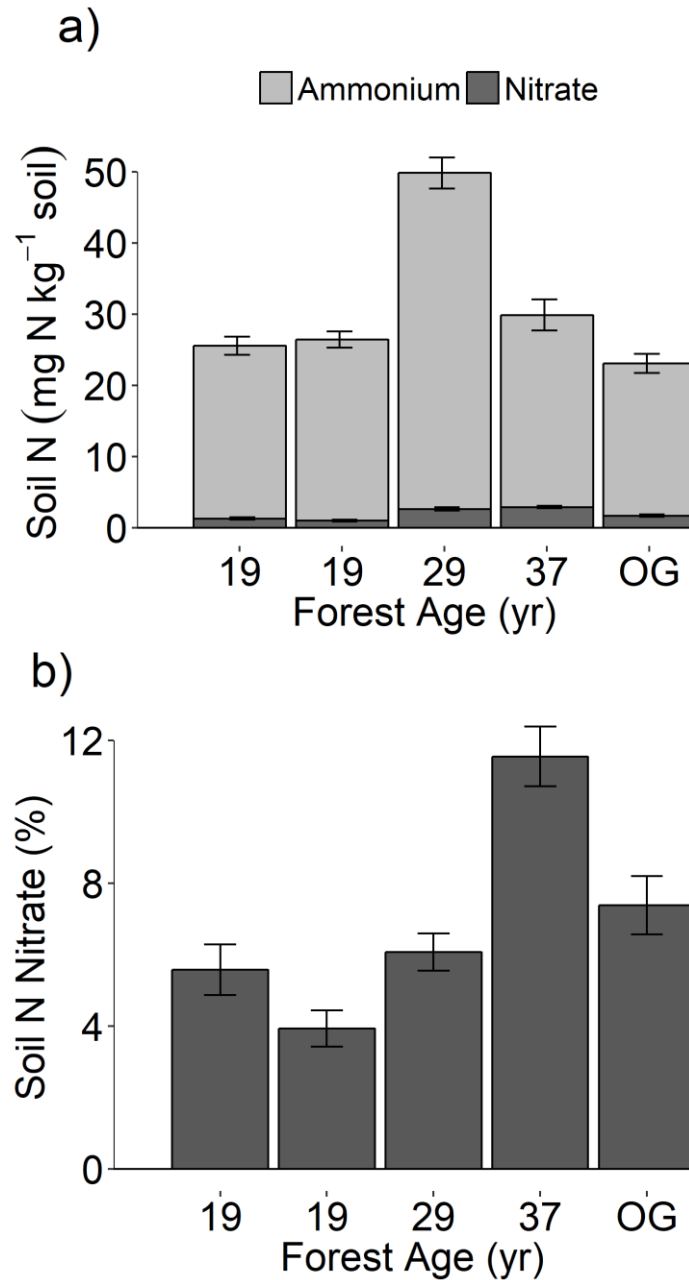 a)
Ammonium Nitrate
Soil N (mg N kg⁻¹ soil)
50
40
30
20
10
0
19 19 29 37 OG
Forest Age (yr)
b)
Soil N Nitrate (%)
12
8
4
0
19 19 29 37 OG
Forest Age (yr)